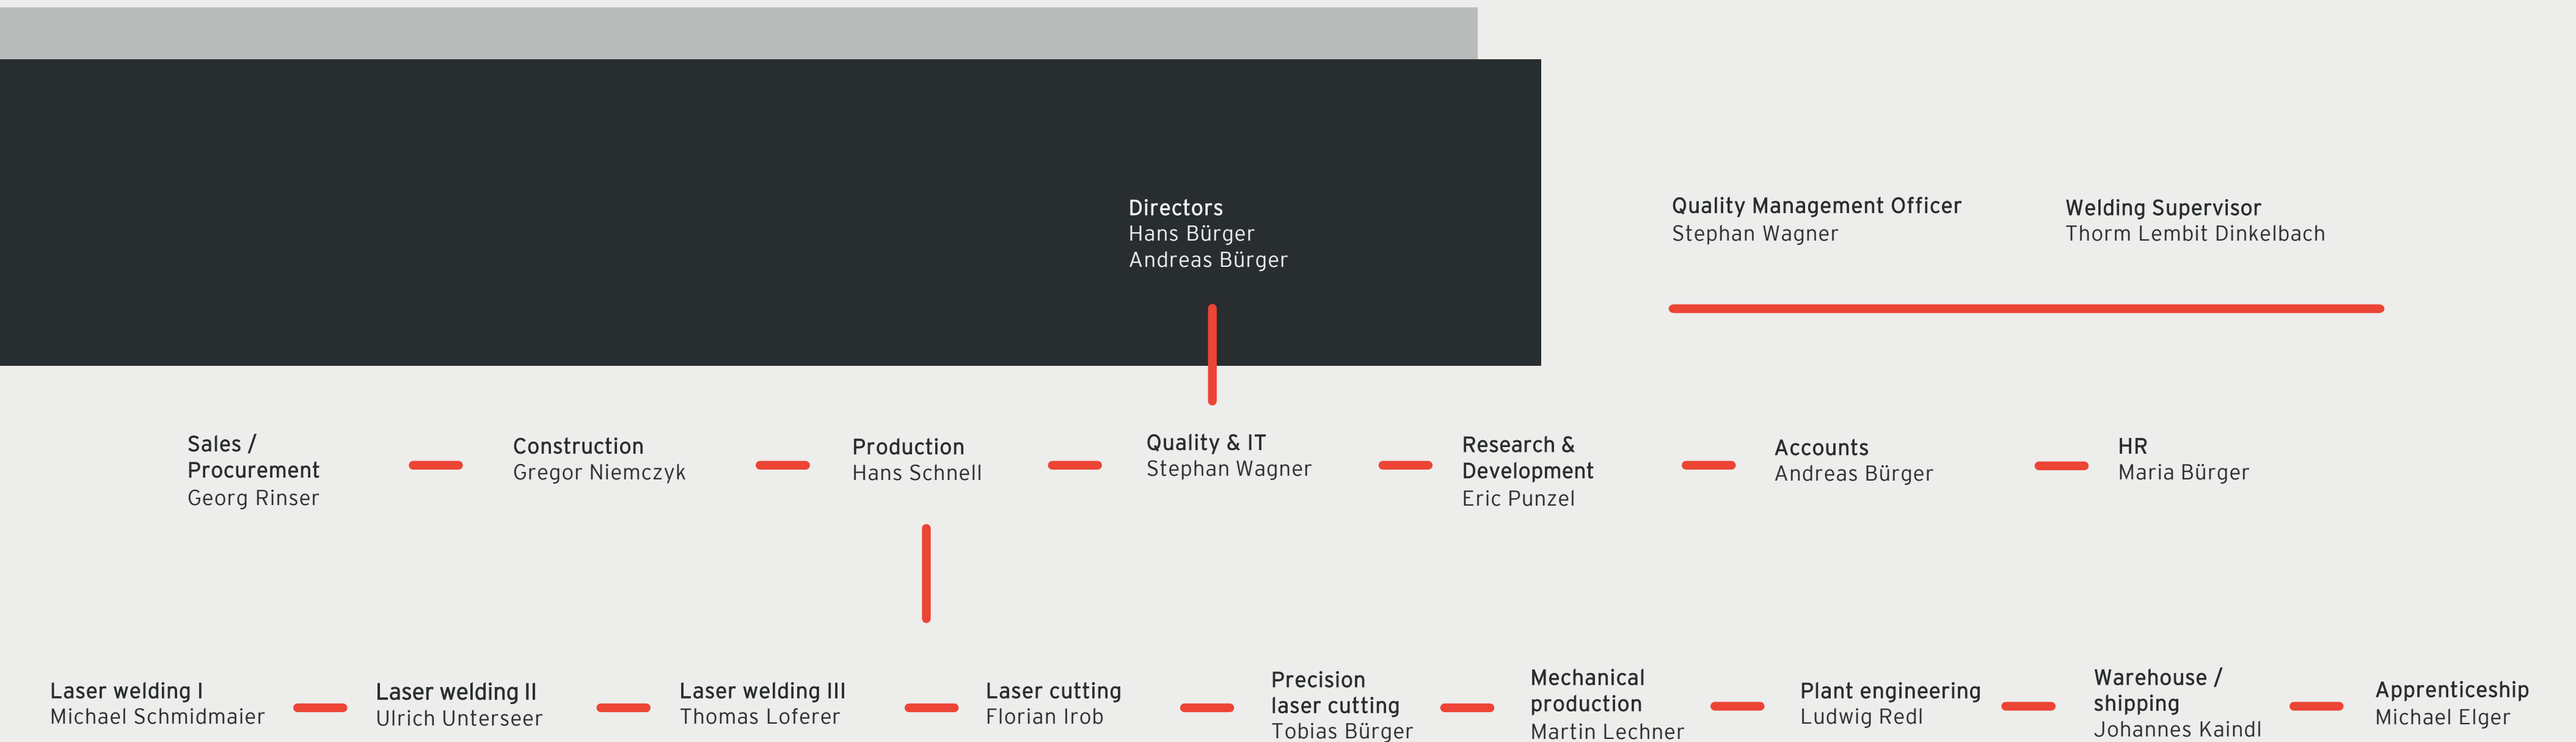 Directors
Hans Bürger
Andreas Bürger
Quality Management Officer
Stephan Wagner
Welding Supervisor
Thorm Lembit Dinkelbach
Sales /
Procurement
Georg Rinser
Construction
Gregor Niemczyk
Production
Hans Schnell
Quality & IT
Stephan Wagner
Research &
Development
Eric Punzel
Accounts
Andreas Bürger
HR
Maria Bürger
Laser welding I
Michael Schmidmaier
Laser welding II
Ulrich Unterseer
Laser welding III
Thomas Loferer
Laser cutting
Florian Irob
Precision
laser cutting
Tobias Bürger
Mechanical
production
Martin Lechner
Plant engineering
Ludwig Redl
Warehouse /
shipping
Johannes Kaindl
Apprenticeship
Michael Elger